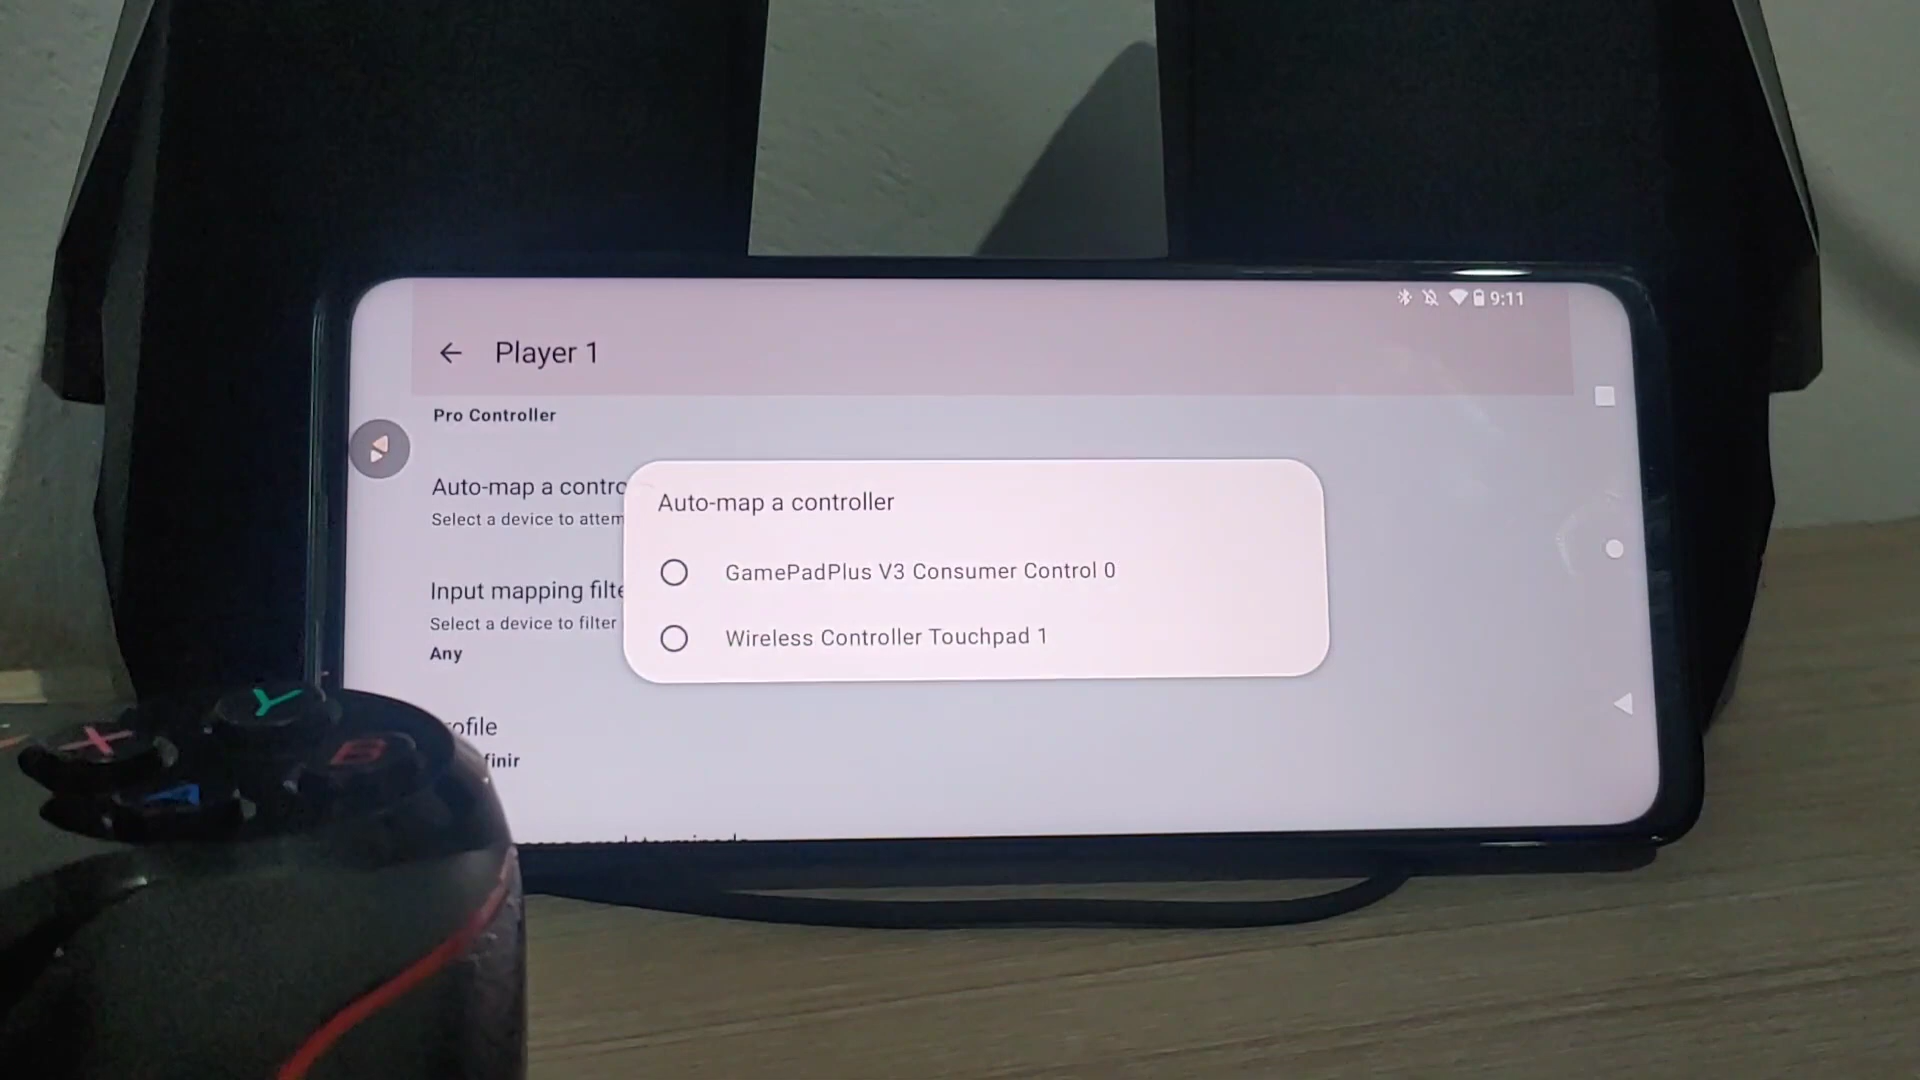 9:11
Player 1
Pro Controller
Auto-map a contro
Select a device to attem
Auto-map a controller
GamePadPlus V3 Consumer Control 0
Wireless Controller Touchpad 1
Input mapping filte
Select a device to filter
Any
ofile
finir
Y
X
B
A